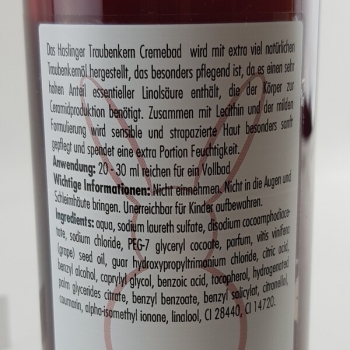 Das Haslinger Traubenkern Cremebad wird mit extra viel natürlichen
Traubenkernöl hergestellt, das besonders pflegend ist, da es einen sehr
hohen Anteil essentieller Linolsäure enthält, die der Körper zur
Ceramidproduktion benötigt. Zusammen mit Lecithin und der milden
Formulierung wird sensible und strapazierte Haut besonders sanft
gepflegt und spendet eine extra Portion Feuchtigkeit.
Anwendung: 20 - 30 ml reichen für ein Vollbad
Wichtige Informationen: Nicht einnehmen. Nicht in die Augen und
Schleimhäute bringen. Unerreichbar für Kinder aufbewahren.
Ingredients: aqua, sodium laureth sulfate, disodium cocoamphodiace-
tate, sodium chloride, PEG-7 glyceryl cocoate, parfum, vitis vinifera
(grape) seed oil, guar hydroxypropyltrimonium chloride, citric acid,
benzyl alcohol, caprylyl glycol, benzoic acid, tocopherol, hydrogenated
palm glycerides citrate, benzyl benzoate, benzyl salicylat, citronellol,
coumarin, alpha-isomethyl ionone, linalool, CI 28440, CI 14720.